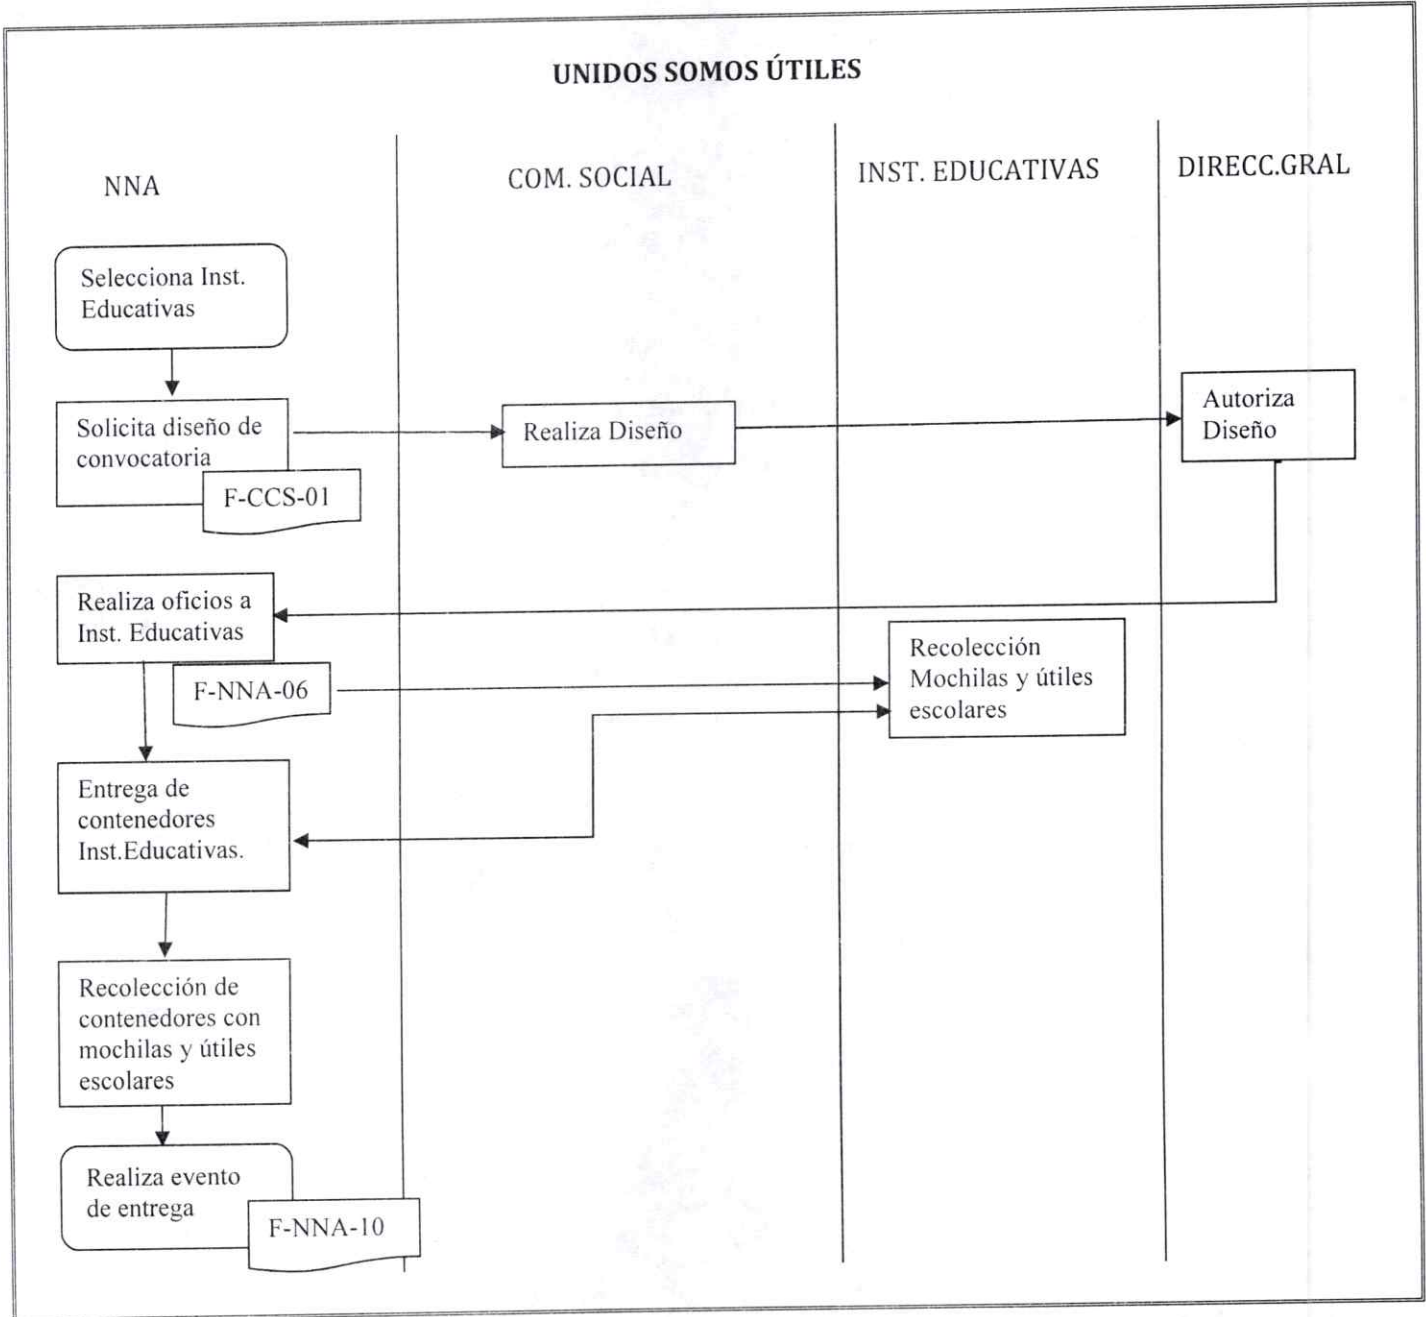 UNIDOS SOMOS ÚTILES
NNA
COM. SOCIAL
INST. EDUCATIVAS
DIRECC.GRAL
Selecciona Inst.
Educativas
Solicita diseño de
convocatoria
F-CCS-01
Realiza Diseño
Autoriza
Diseño
Realiza oficios a
Inst. Educativas
F-NNA-06
Recolección
Mochilas y útiles
escolares
Entrega de
contenedores
Inst.Educativas.
Recolección de
contenedores con
mochilas y útiles
escolares
Realiza evento
de entrega
F-NNA-10